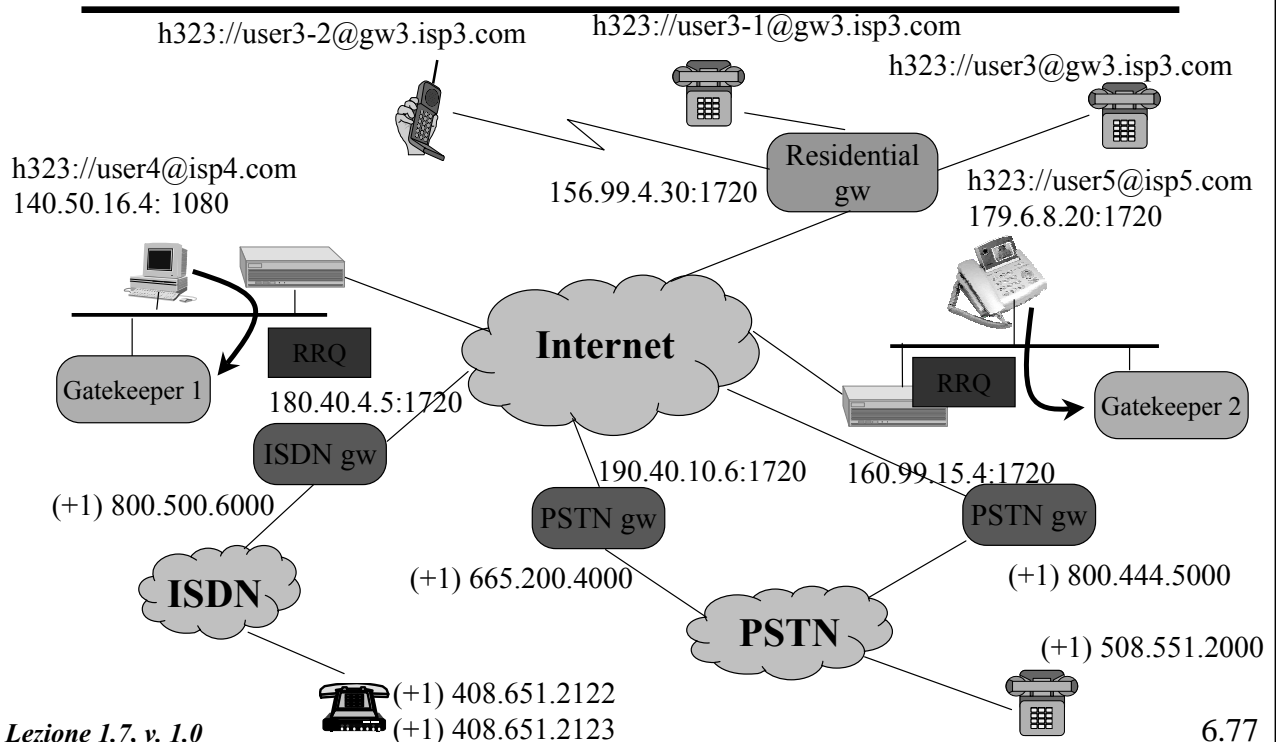 h323://user3-2@gw3.isp3.com
h323://user3-1@gw3.isp3.com
h323://user3@gw3.isp3.com
h323://user4@isp4.com
140.50.16.4: 1080
156.99.4.30:1720
Residential
gw
h323://user5@isp5.com
179.6.8.20:1720
Internet
RRQ
Gatekeeper 1
RRQ
Gatekeeper 2
180.40.4.5:1720
ISDN gw
190.40.10.6:1720
160.99.15.4:1720
(+1) 800.500.6000
PSTN gw
PSTN gw
(+1) 665.200.4000
(+1) 800.444.5000
ISDN
PSTN
(+1) 508.551.2000
(+1) 408.651.2122
(+1) 408.651.2123
Lezione 1.7, v. 1.0
6.77